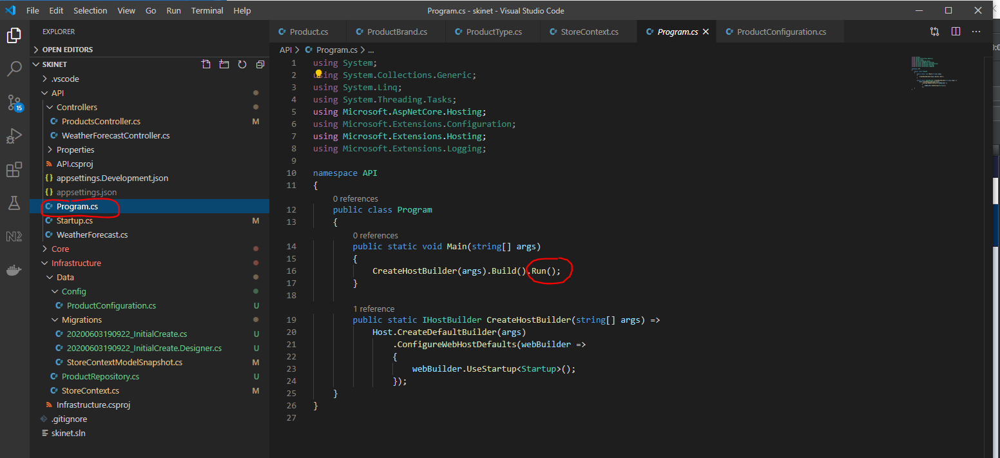 File Edit Selection View Go Run Terminal Help
Program.cs - skinet - Visual Studio Code
EXPLORER
OPEN EDITORS
SKINET
.vscode
API
Controllers
ProductsController.cs M
WeatherForecastController.cs
Properties
API.csproj
{} appsettings.Development.json
{} appsettings.json
C# Program.cs
C# Startup.cs M
C# WeatherForecast.cs
Core
Infrastructure
Data
Config
C# ProductConfiguration.cs U
Migrations
C# 20200603190922_InitialCreate.cs U
C# 20200603190922_InitialCreate.Designer.cs U
C# StoreContextModelSnapshot.cs M
C# ProductRepository.cs U
C# StoreContext.cs M
Infrastructure.csproj
.gitignore
skinet.sln
15
C# Product.cs C# ProductBrand.cs C# ProductType.cs C# StoreContext.cs C# Program.cs C# ProductConfiguration.cs ...
API > C# Program.cs > ...
1 using System;
2 using System.Collections.Generic;
3 using System.Linq;
4 using System.Threading.Tasks;
5 using Microsoft.AspNetCore.Hosting;
6 using Microsoft.Extensions.Configuration;
7 using Microsoft.Extensions.Hosting;
8 using Microsoft.Extensions.Logging;
9
10 namespace API
11 {
0 references
12 public class Program
13 {
0 references
14 public static void Main(string[] args)
15 {
16 CreateHostBuilder(args).Build().Run();
17 }
18
1 reference
19 public static IHostBuilder CreateHostBuilder(string[] args) =>
20 Host.CreateDefaultBuilder(args)
21 .ConfigureWebHostDefaults(webBuilder =>
22 {
23 webBuilder.UseStartup<Startup>();
24 });
25 }
26 }
27